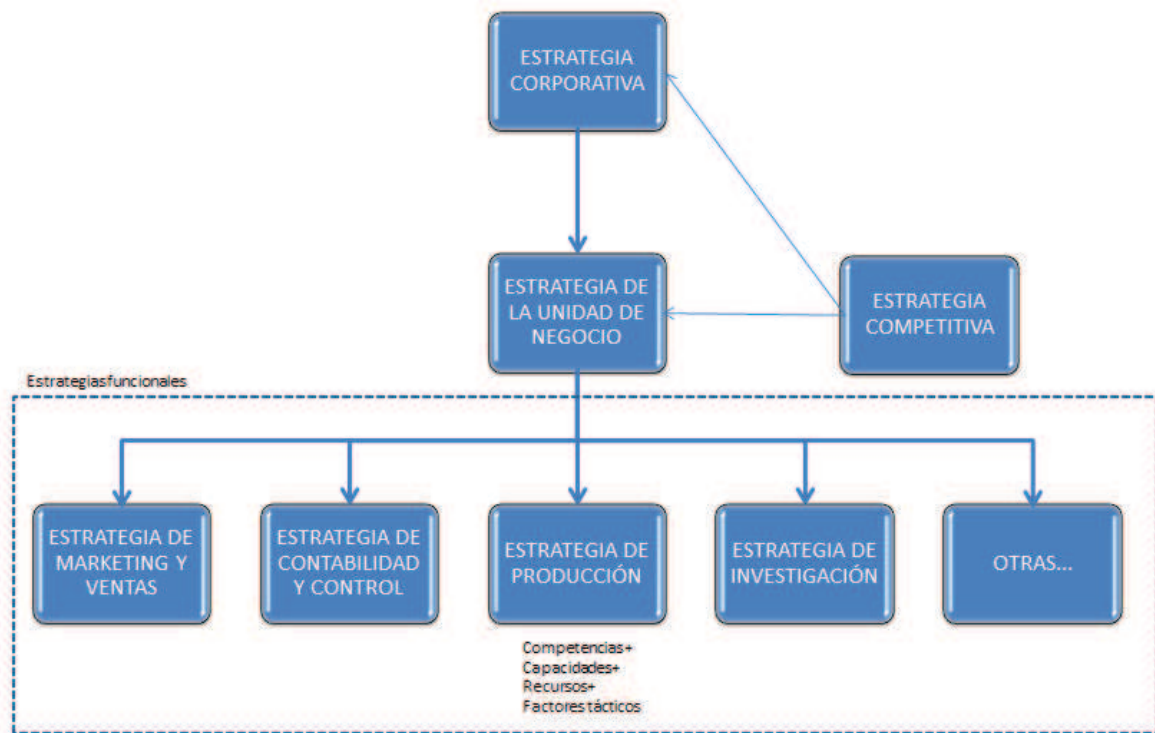 ESTRATEGIA
CORPORATIVA
ESTRATEGIA DE
LA UNIDAD DE
NEGOCIO
ESTRATEGIA
COMPETITIVA
Estrategiasfuncionales
ESTRATEGIA DE
MARKETING Y
VENTAS
ESTRATEGIA DE
CONTABILIDAD
Y CONTROL
ESTRATEGIA DE
PRODUCCIÓN
ESTRATEGIA DE
INVESTIGACIÓN
OTRAS...
Competencias+
Capacidades+
Recursos+
Factores tácticos